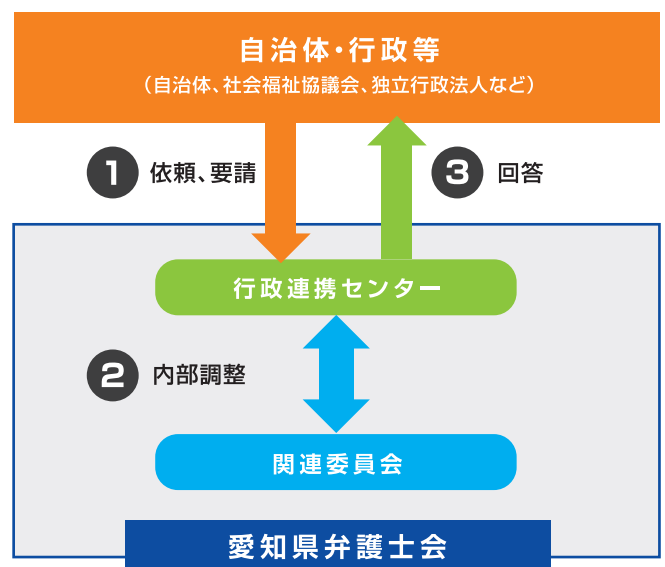 自治体・行政等
（自治体、社会福祉協議会、独立行政法人など）
1 依頼、要請
3 回答
行政連携センター
2 内部調整
関連委員会
愛知県弁護士会